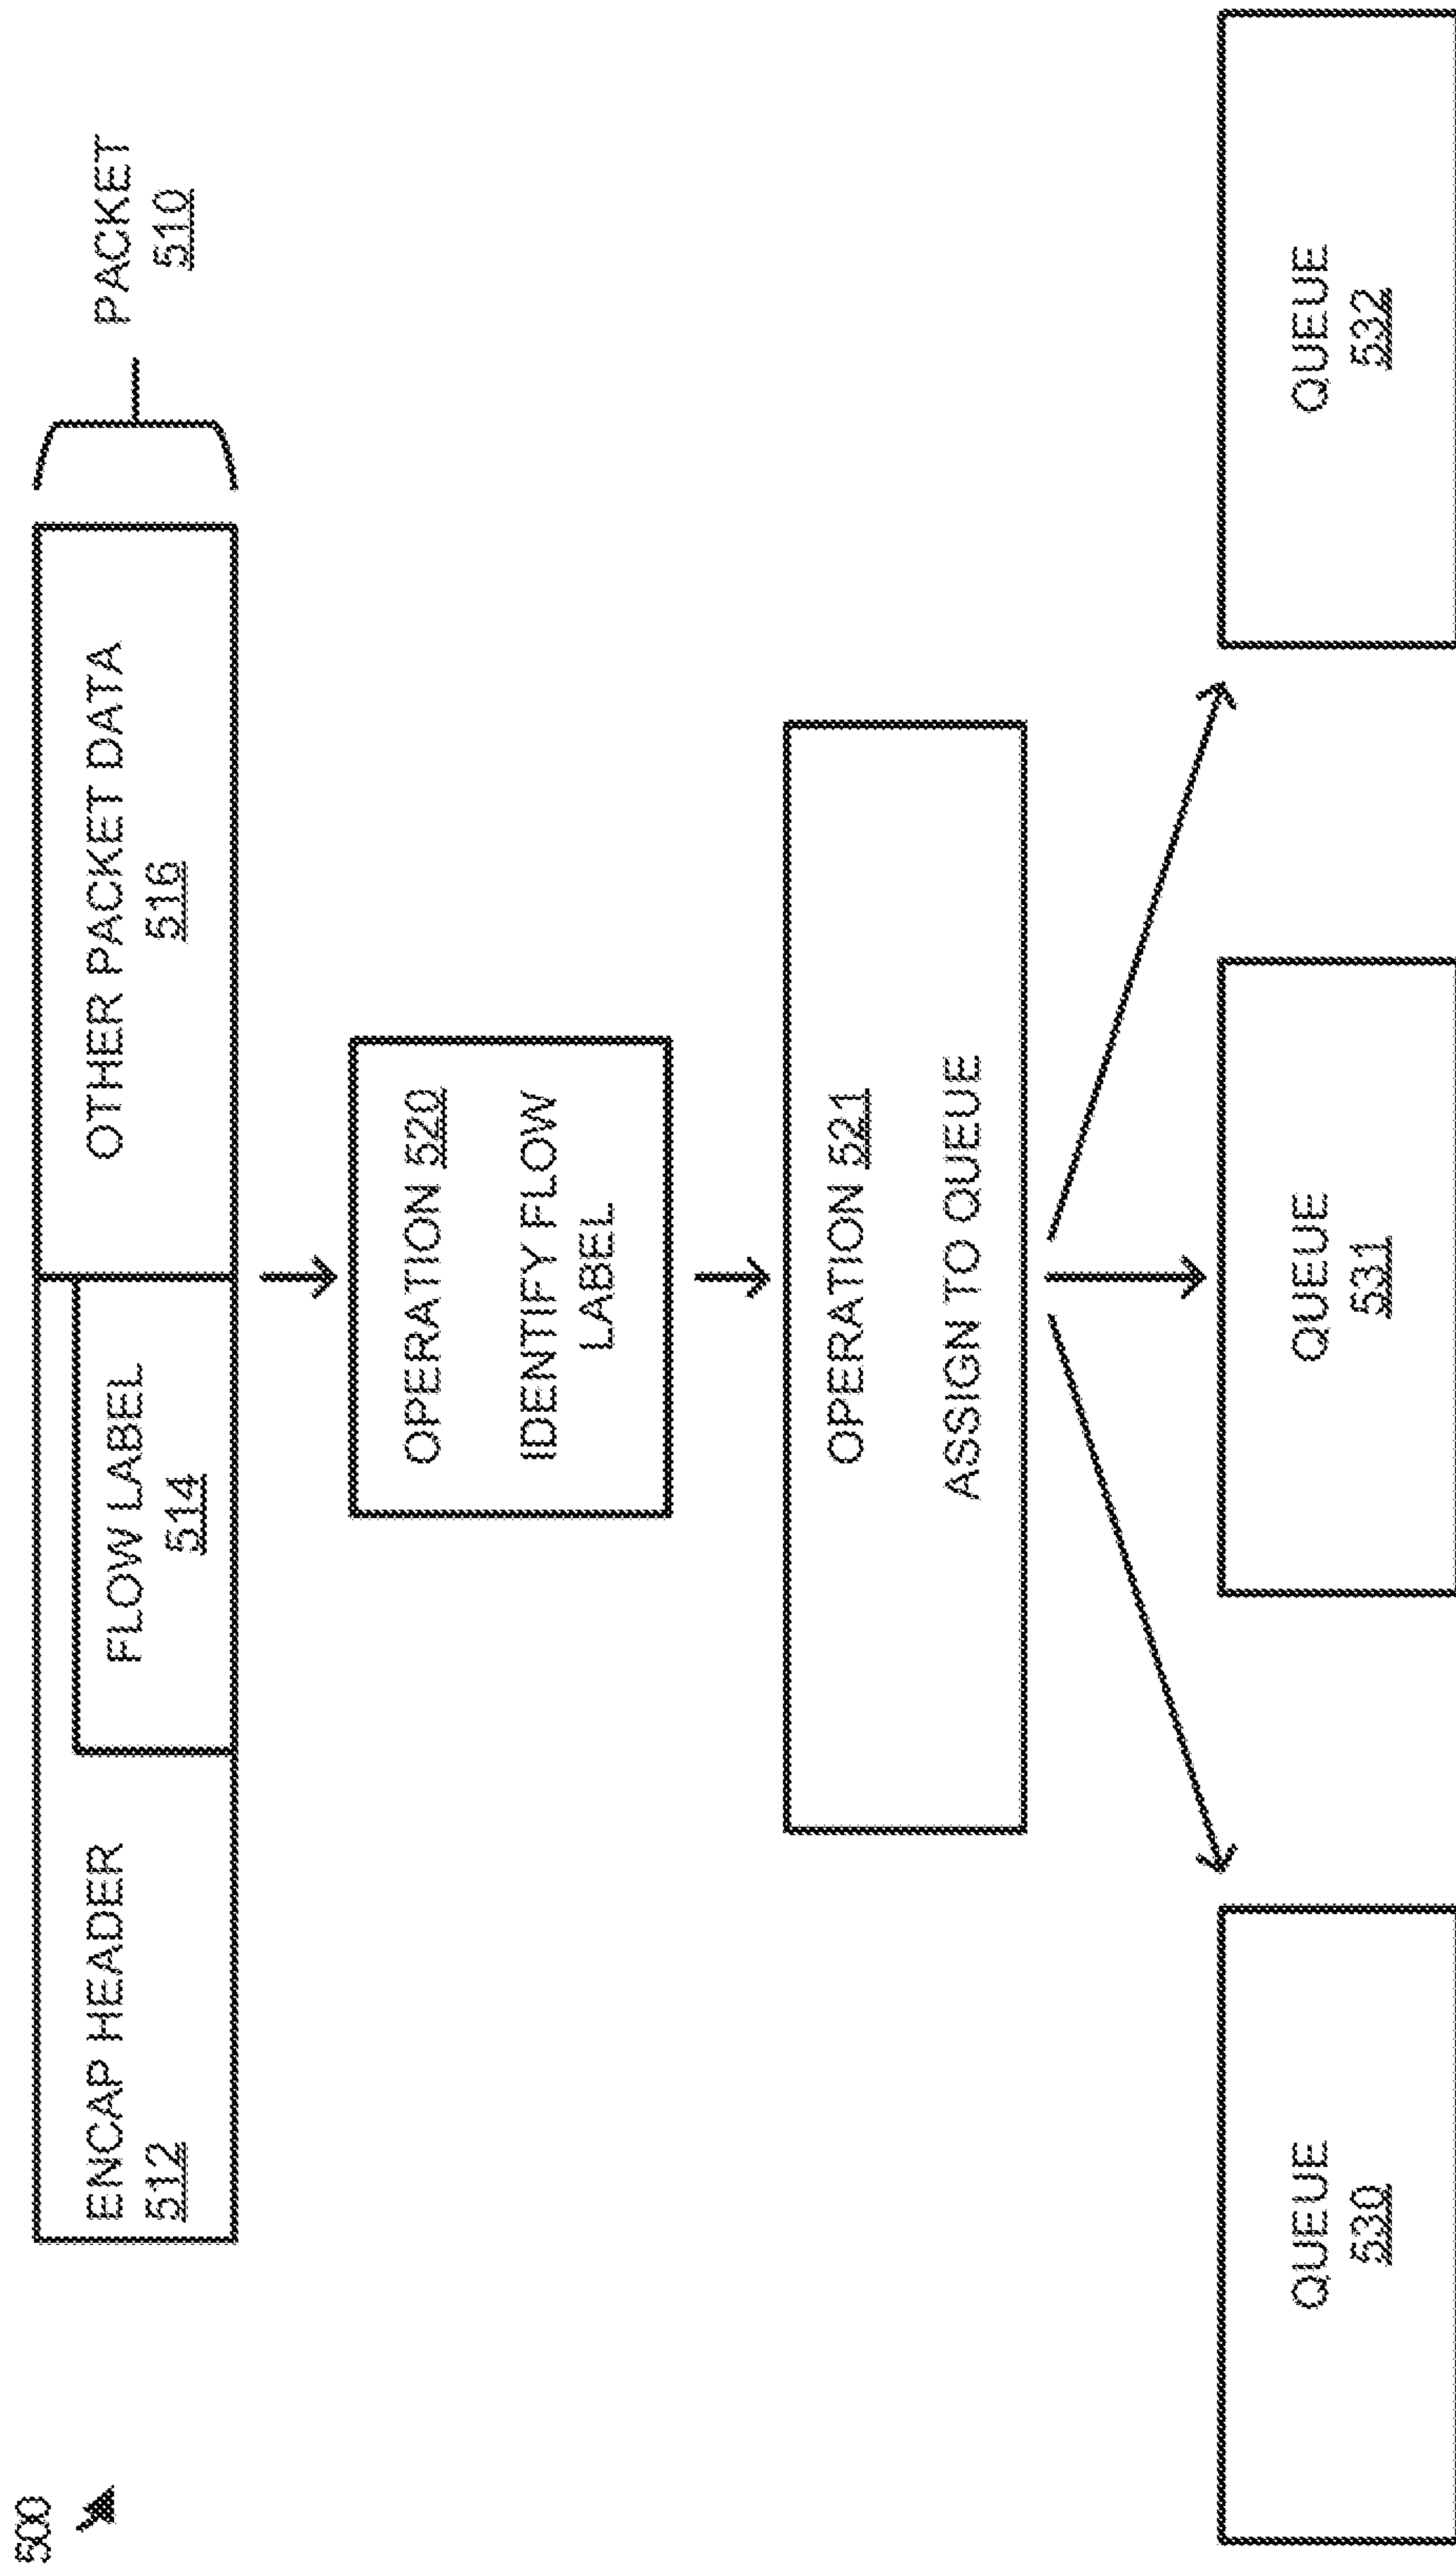 500
PACKET
510
ENCAP HEADER
512
FLOW LABEL
514
OTHER PACKET DATA
516
OPERATION 520
IDENTIFY FLOW
LABEL
OPERATION 521
ASSIGN TO QUEUE
QUEUE
530
QUEUE
531
QUEUE
532